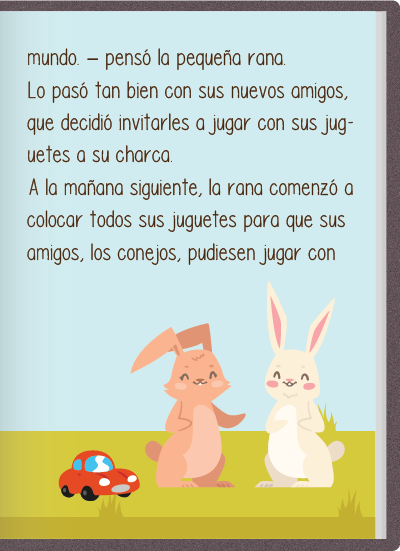 mundo. – pensó la pequeña rana.
Lo pasó tan bien con sus nuevos amigos,
que decidió invitarles a jugar con sus jug-
uetes a su charca.
A la mañana siguiente, la rana comenzó a
colocar todos sus juguetes para que sus
amigos, los conejos, pudiesen jugar con